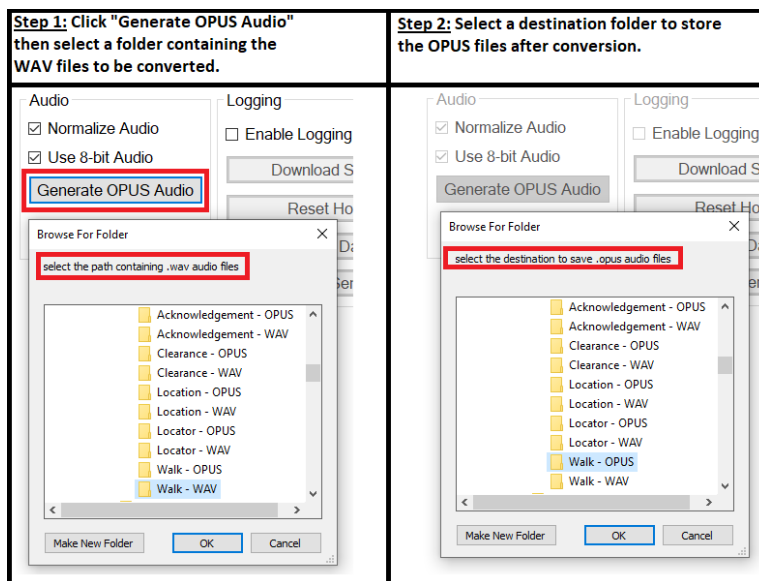 Step 1: Click "Generate OPUS Audio"
then select a folder containing the
WAV files to be converted.
Step 2: Select a destination folder to store
the OPUS files after conversion.
Audio
Logging
Normalize Audio
Enable Logging
Use 8-bit Audio
Download S
Generate OPUS Audio
Reset Ho
Browse For Folder
select the path containing .wav audio files
Acknowledgement - OPUS
Acknowledgement - WAV
Clearance - OPUS
Clearance - WAV
Location - OPUS
Location - WAV
Locator - OPUS
Locator - WAV
Walk - OPUS
Walk - WAV
Make New Folder
OK
Cancel
Audio
Logging
Normalize Audio
Enable Logging
Use 8-bit Audio
Download S
Generate OPUS Audio
Reset Ho
Browse For Folder
select the destination to save .opus audio files
Acknowledgement - OPUS
Acknowledgement - WAV
Clearance - OPUS
Clearance - WAV
Location - OPUS
Location - WAV
Locator - OPUS
Locator - WAV
Walk - OPUS
Walk - WAV
Make New Folder
OK
Cancel